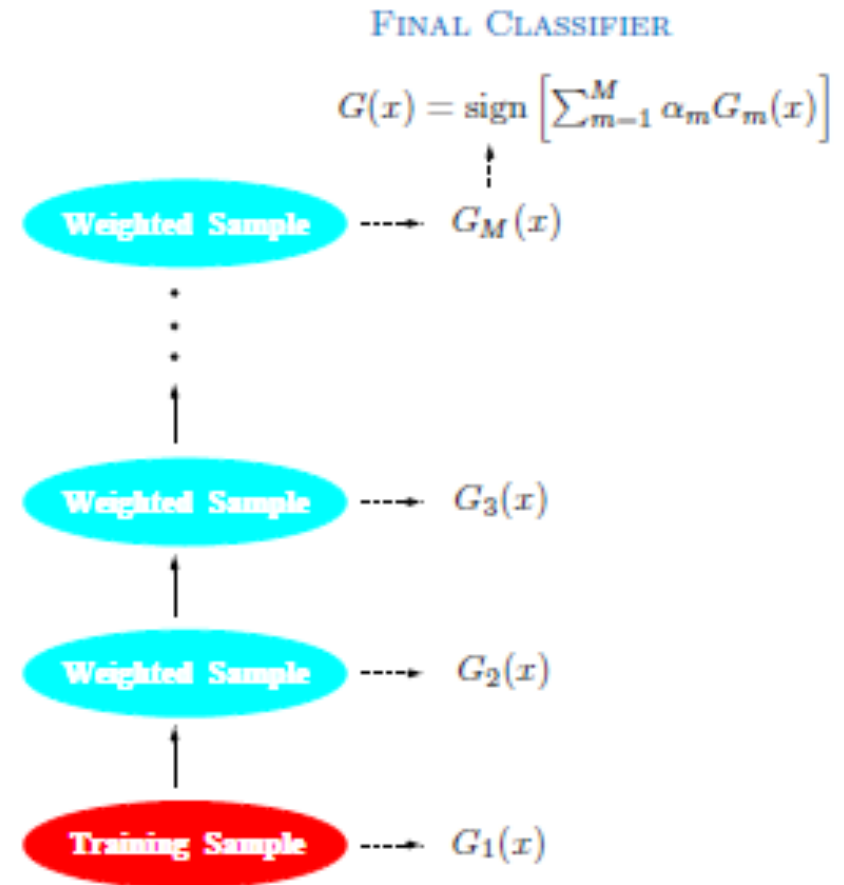 FINAL CLASSIFIER
G(x) = sign [∑_{m-1}^{M} α_m G_m(x)]
Weighted Sample G_M(x)
Weighted Sample G_3(x)
Weighted Sample G_2(x)
Training Sample G_1(x)